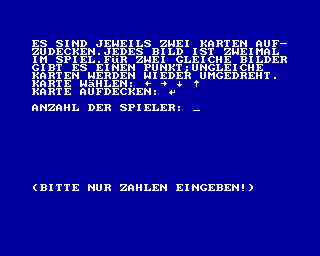 ES SIND JEWEILS ZWEI KARTEN AUF-
ZUDECKEN.JEDES BILD IST ZWEIMAL
IM SPIEL.FüR ZWEI GLEICHE BILDER
GIBT ES EINEN PUNKT;UNGLEICHE
KARTEN WERDEN WIEDER UMGEDREHT.
KARTE WäHLEN: ← → ↓ ↑
KARTE AUFDECKEN: ↵
ANZAHL DER SPIELER: _
(BITTE NUR ZAHLEN EINGEBEN!)